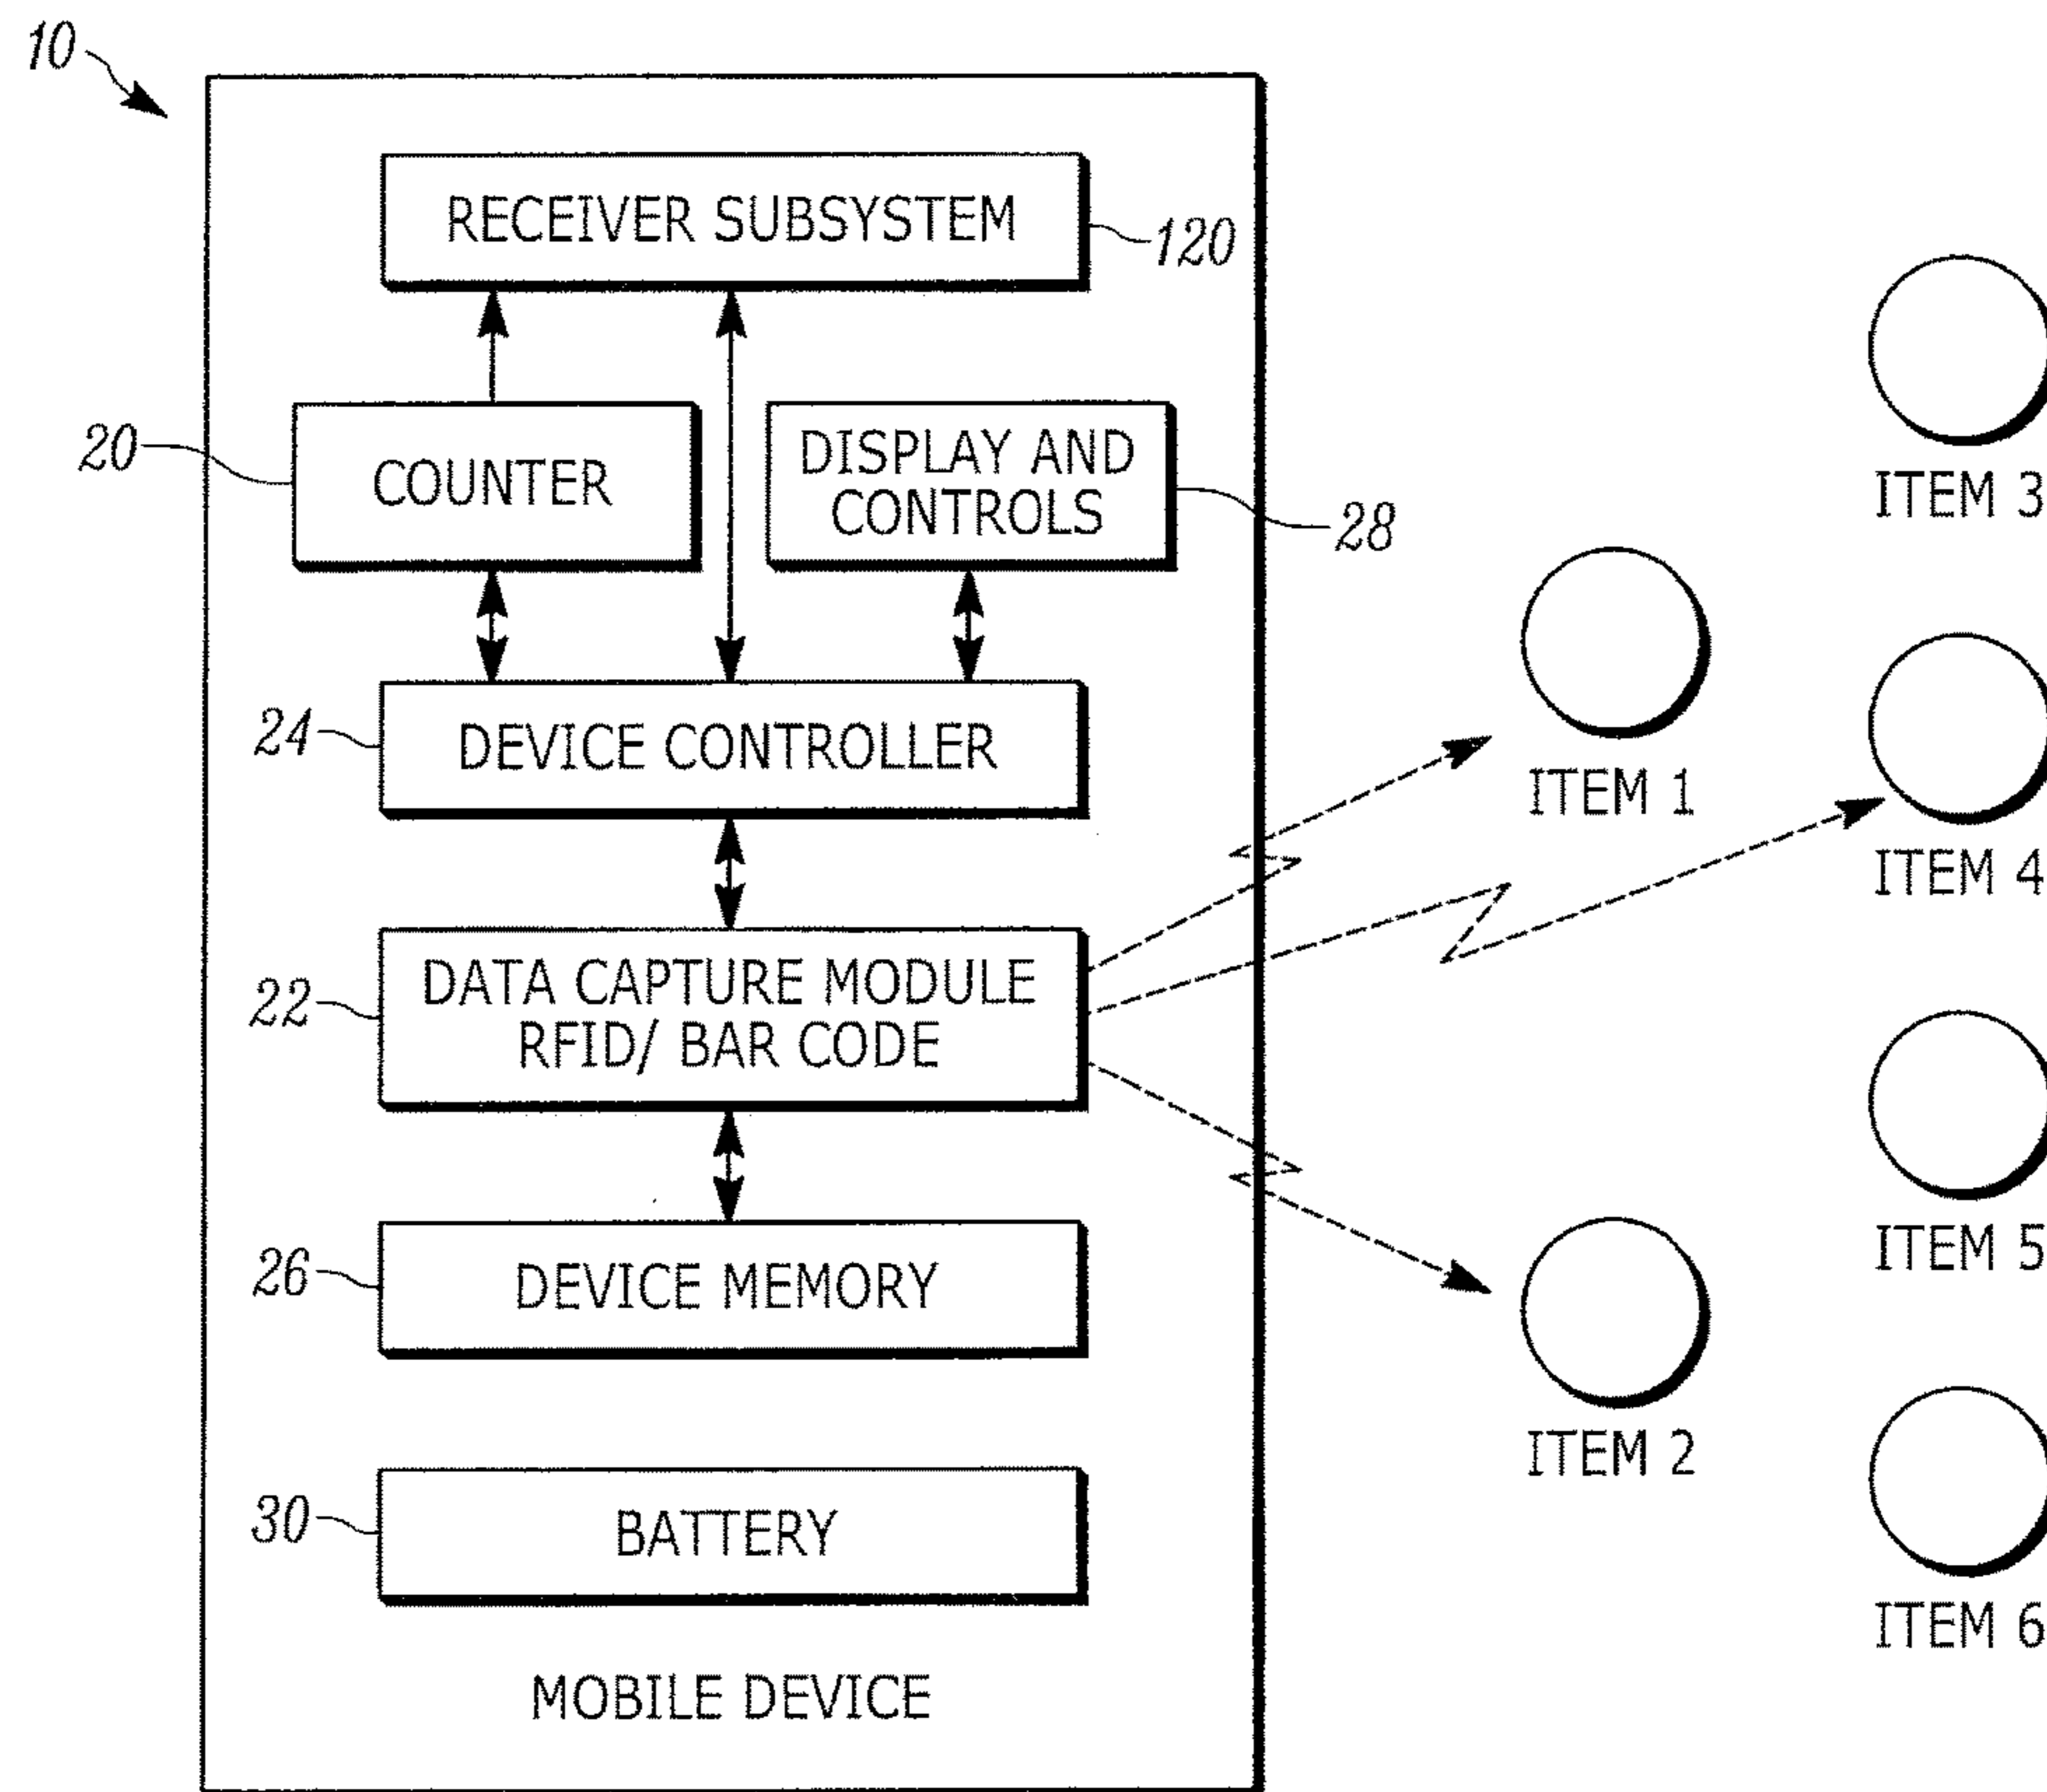 10
RECEIVER SUBSYSTEM
120
20
COUNTER
DISPLAY AND
CONTROLS
28
24
DEVICE CONTROLLER
22
DATA CAPTURE MODULE
RFID/ BAR CODE
26
DEVICE MEMORY
30
BATTERY
MOBILE DEVICE
ITEM 3
ITEM 1
ITEM 4
ITEM 5
ITEM 2
ITEM 6